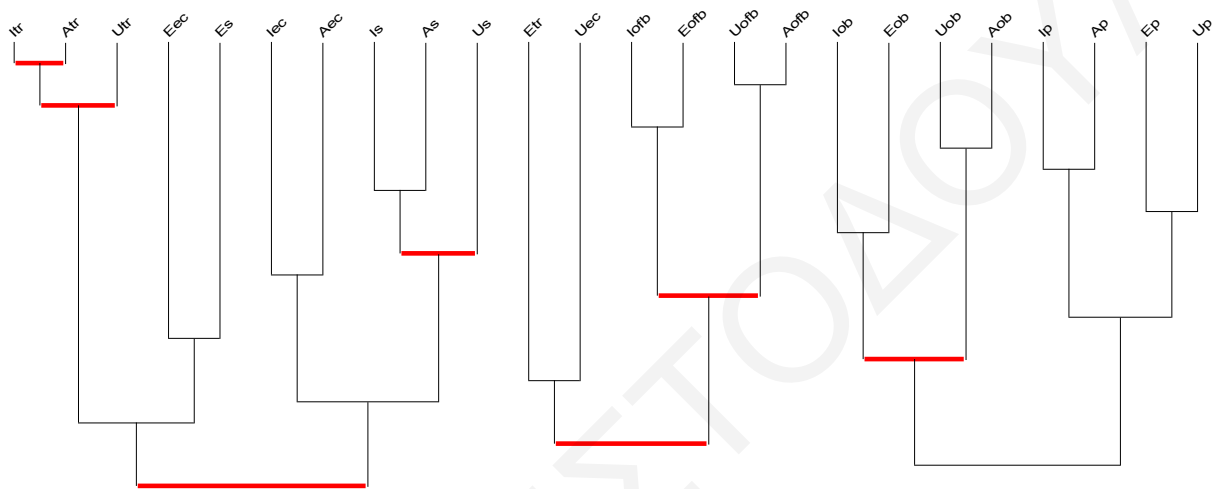 Itr Atr Utr Eec Es Iec Aec Is As Us Etr Uec Iofb Eofb Uofb Aofb Iob Eob Uob Aob Ip Ap Ep Up
ΣΤΟΔΟΥ